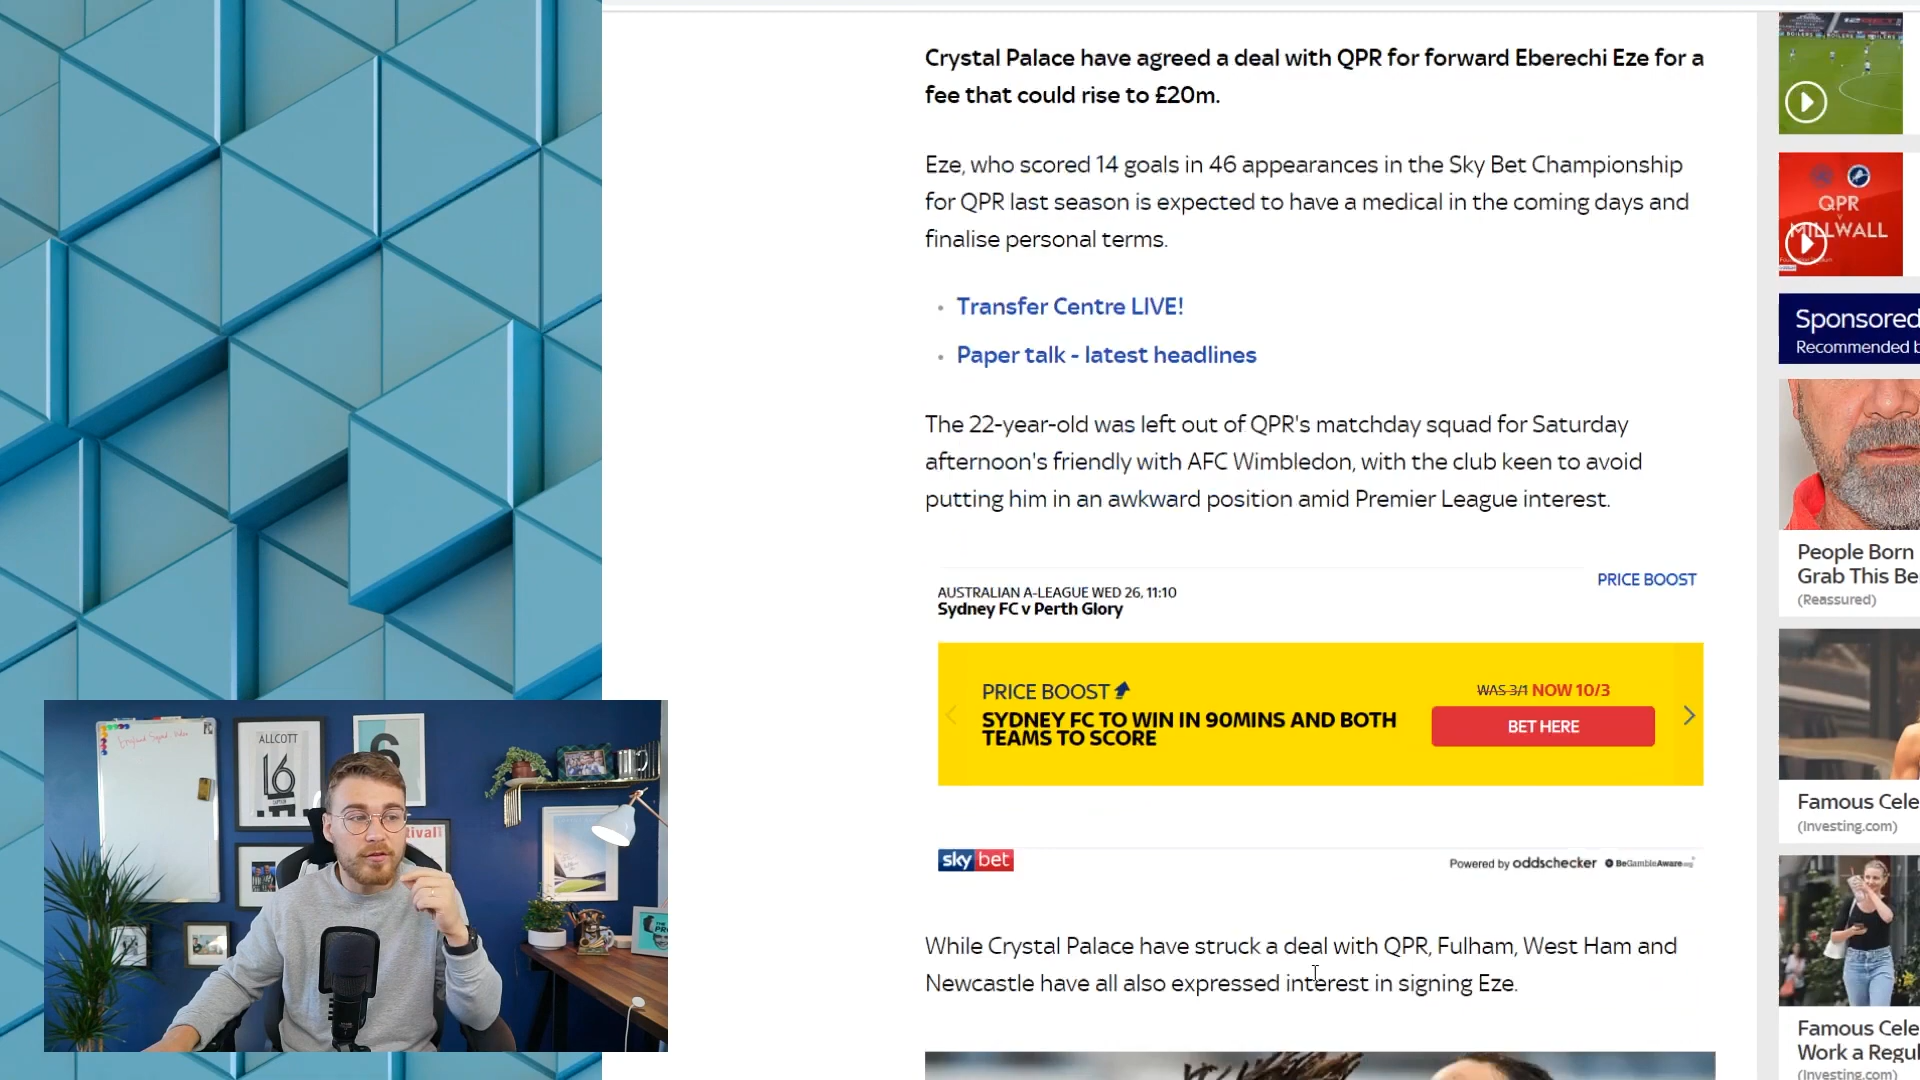 Crystal Palace have agreed a deal with QPR for forward Eberechi Eze for a
fee that could rise to £20m.
Eze, who scored 14 goals in 46 appearances in the Sky Bet Championship
for QPR last season is expected to have a medical in the coming days and
finalise personal terms.
Transfer Centre LIVE!
Paper talk - latest headlines
The 22-year-old was left out of QPR's matchday squad for Saturday
afternoon's friendly with AFC Wimbledon, with the club keen to avoid
putting him in an awkward position amid Premier League interest.
PRICE BOOST
AUSTRALIAN A-LEAGUE WED 26, 11:10
Sydney FC v Perth Glory
PRICE BOOST
WAS 3/1 NOW 10/3
SYDNEY FC TO WIN IN 90MINS AND BOTH
TEAMS TO SCORE
BET HERE
sky bet
Powered by oddschecker BeGambleAware.org
While Crystal Palace have struck a deal with QPR, Fulham, West Ham and
Newcastle have all also expressed interest in signing Eze.
QPR
v
MILLWALL
Sponsored
Recommended b
People Born
Grab This Be
(Reassured)
Famous Cele
(Investing.com)
Famous Cele
Work a Regul
(Investing.com)
England Squad
ALLCOTT
16
6
tival